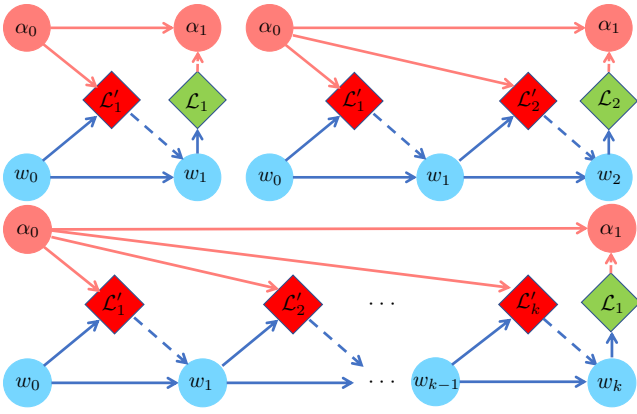 α₀ α₁ α₀ α₁
ℒ′₁ ℒ₁ ℒ′₁ ℒ′₂ ℒ₂
w₀ w₁ w₀ w₁ w₂
α₀ α₁
ℒ′₁ ℒ′₂ ⋯ ℒ′ₖ ℒ₁
w₀ w₁ ⋯ wₖ₋₁ wₖ